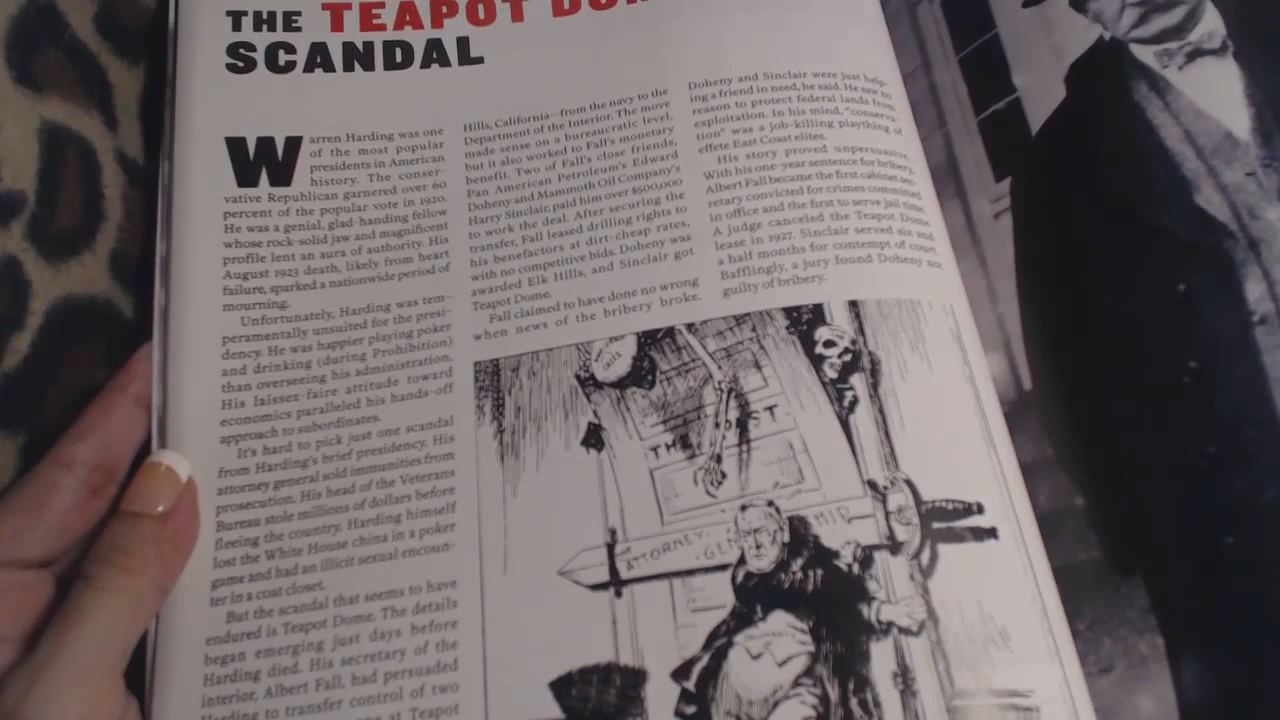 THE TEAPOT
SCANDAL
Warren Harding was one
of the most popular
presidents in American
history. The conser-
vative Republican garnered over 60
percent of the popular vote in 1920.
He was a genial, glad-handing fellow
whose rock-solid jaw and magnificent
profile lent an aura of authority. His
August 1923 death, likely from heart
failure, sparked a nationwide period of
mourning.
Unfortunately, Harding was tem-
peramentally unsuited for the presi-
dency. He was happier playing poker
and drinking (during Prohibition)
than overseeing his administration.
His laissez-faire attitude toward
economics paralleled his hands-off
approach to subordinates.
It's hard to pick just one scandal
from Harding's brief presidency. His
attorney general sold immunities from
prosecution. His head of the Veterans
Bureau stole millions of dollars before
fleeing the country. Harding himself
lost the White House china in a poker
game and had an illicit sexual encoun-
ter in a coat closet.
But the scandal that seems to have
endured is Teapot Dome. The details
began emerging just days before
Harding died. His secretary of the
interior, Albert Fall, had persuaded
Harding to transfer control of two
at Teapot
Hills, California—from the navy to the
Department of the Interior. The move
made sense on a bureaucratic level,
but it also worked to Fall's monetary
benefit. Two of Fall's close friends,
Pan American Petroleum's Edward
Doheny and Mammoth Oil Company's
Harry Sinclair, paid him over $500,000
to work the deal. After securing the
transfer, Fall leased drilling rights to
his benefactors at dirt-cheap rates,
with no competitive bids. Doheny was
awarded Elk Hills, and Sinclair got
Teapot Dome.
Fall claimed to have done no wrong
when news of the bribery broke.
Doheny and Sinclair were just help-
ing a friend in need, he said. He saw no
reason to protect federal lands from
exploitation. In his mind, "conserva-
tion" was a job-killing plaything of
effete East Coast elites.
His story proved unpersuasive.
With his one-year sentence for bribery,
Albert Fall became the first cabinet sec-
retary convicted for crimes committed
in office and the first to serve jail time.
A judge canceled the Teapot Dome
lease in 1927. Sinclair served six and
a half months for contempt of court.
Bafflingly, a jury found Doheny not
guilty of bribery.
THE
ATTORNEY-